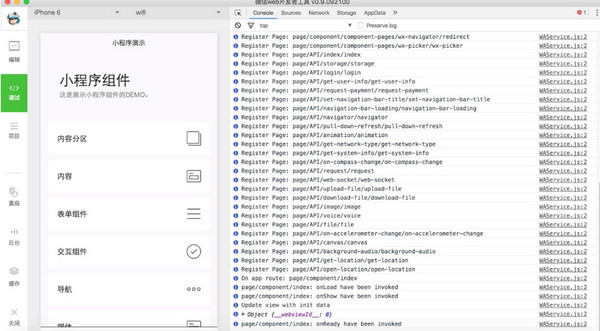 微信web开发者工具 v0.9.092100
iPhone 6
wifi
编辑
调试
项目
重启
后台
缓存
关闭
小程序演示
小程序组件
这是展示小程序组件的DEMO。
内容分区
内容
表单组件
交互组件
导航
媒体
Console Sources Network Storage AppData »
top
Preserve log
Register Page: page/component/component-pages/wx-navigator/redirect WAService.js:2
Register Page: page/component/component-pages/wx-picker/wx-picker WAService.js:2
Register Page: page/API/index/index WAService.js:2
Register Page: page/API/storage/storage WAService.js:2
Register Page: page/API/login/login WAService.js:2
Register Page: page/API/get-user-info/get-user-info WAService.js:2
Register Page: page/API/request-payment/request-payment WAService.js:2
Register Page: page/API/set-navigation-bar-title/set-navigation-bar-title WAService.js:2
Register Page: page/API/navigation-bar-loading/navigation-bar-loading WAService.js:2
Register Page: page/API/navigator/navigator WAService.js:2
Register Page: page/API/pull-down-refresh/pull-down-refresh WAService.js:2
Register Page: page/API/animation/animation WAService.js:2
Register Page: page/API/get-network-type/get-network-type WAService.js:2
Register Page: page/API/get-system-info/get-system-info WAService.js:2
Register Page: page/API/on-compass-change/on-compass-change WAService.js:2
Register Page: page/API/request/request WAService.js:2
Register Page: page/API/web-socket/web-socket WAService.js:2
Register Page: page/API/upload-file/upload-file WAService.js:2
Register Page: page/API/download-file/download-file WAService.js:2
Register Page: page/API/image/image WAService.js:2
Register Page: page/API/voice/voice WAService.js:2
Register Page: page/API/file/file WAService.js:2
Register Page: page/API/on-accelerometer-change/on-accelerometer-change WAService.js:2
Register Page: page/API/canvas/canvas WAService.js:2
Register Page: page/API/background-audio/background-audio WAService.js:2
Register Page: page/API/get-location/get-location WAService.js:2
Register Page: page/API/open-location/open-location WAService.js:2
On app route: page/component/index WAService.js:2
page/component/index: onLoad have been invoked WAService.js:2
page/component/index: onShow have been invoked WAService.js:2
Update view with init data WAService.js:2
Object {__webviewId__: 0} WAService.js:2
page/component/index: onReady have been invoked WAService.js:2